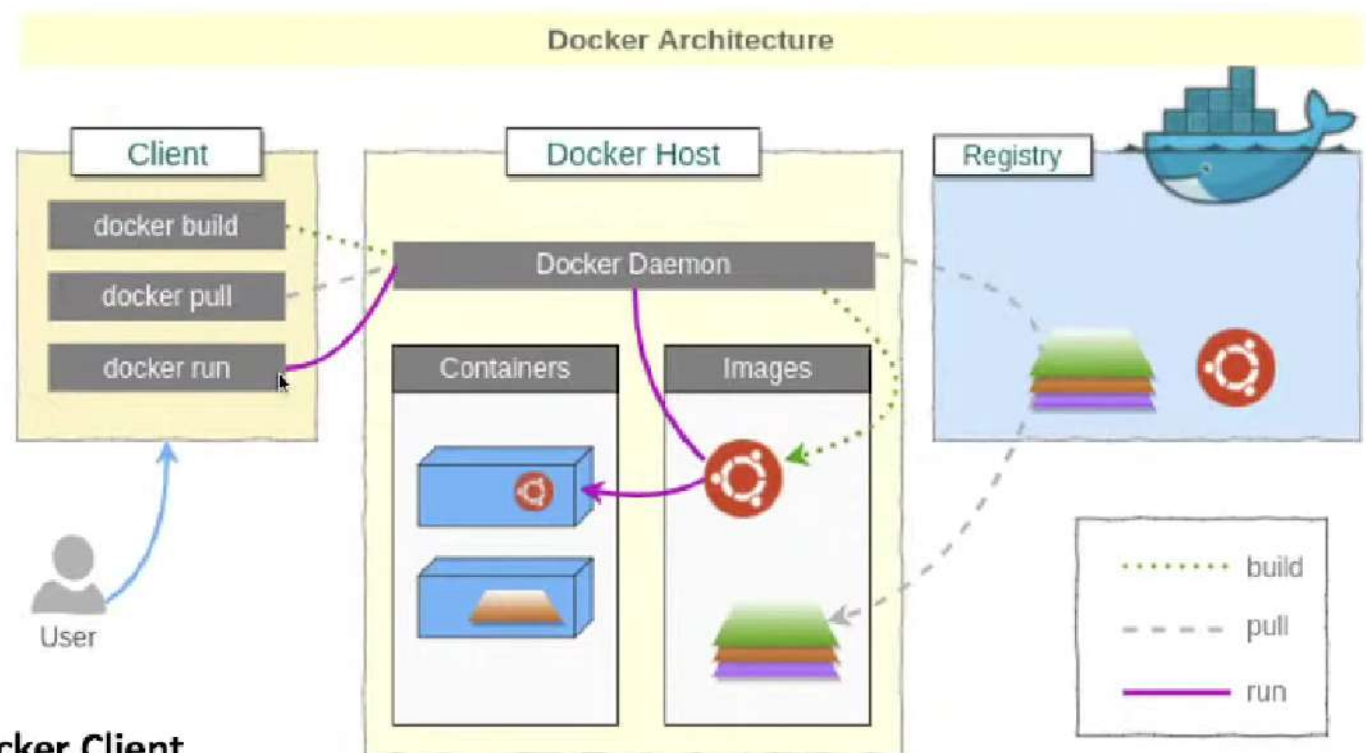 Docker Architecture
Client
docker build
docker pull
docker run
User
Docker Host
Docker Daemon
Containers
Images
Registry
build
pull
run
Client